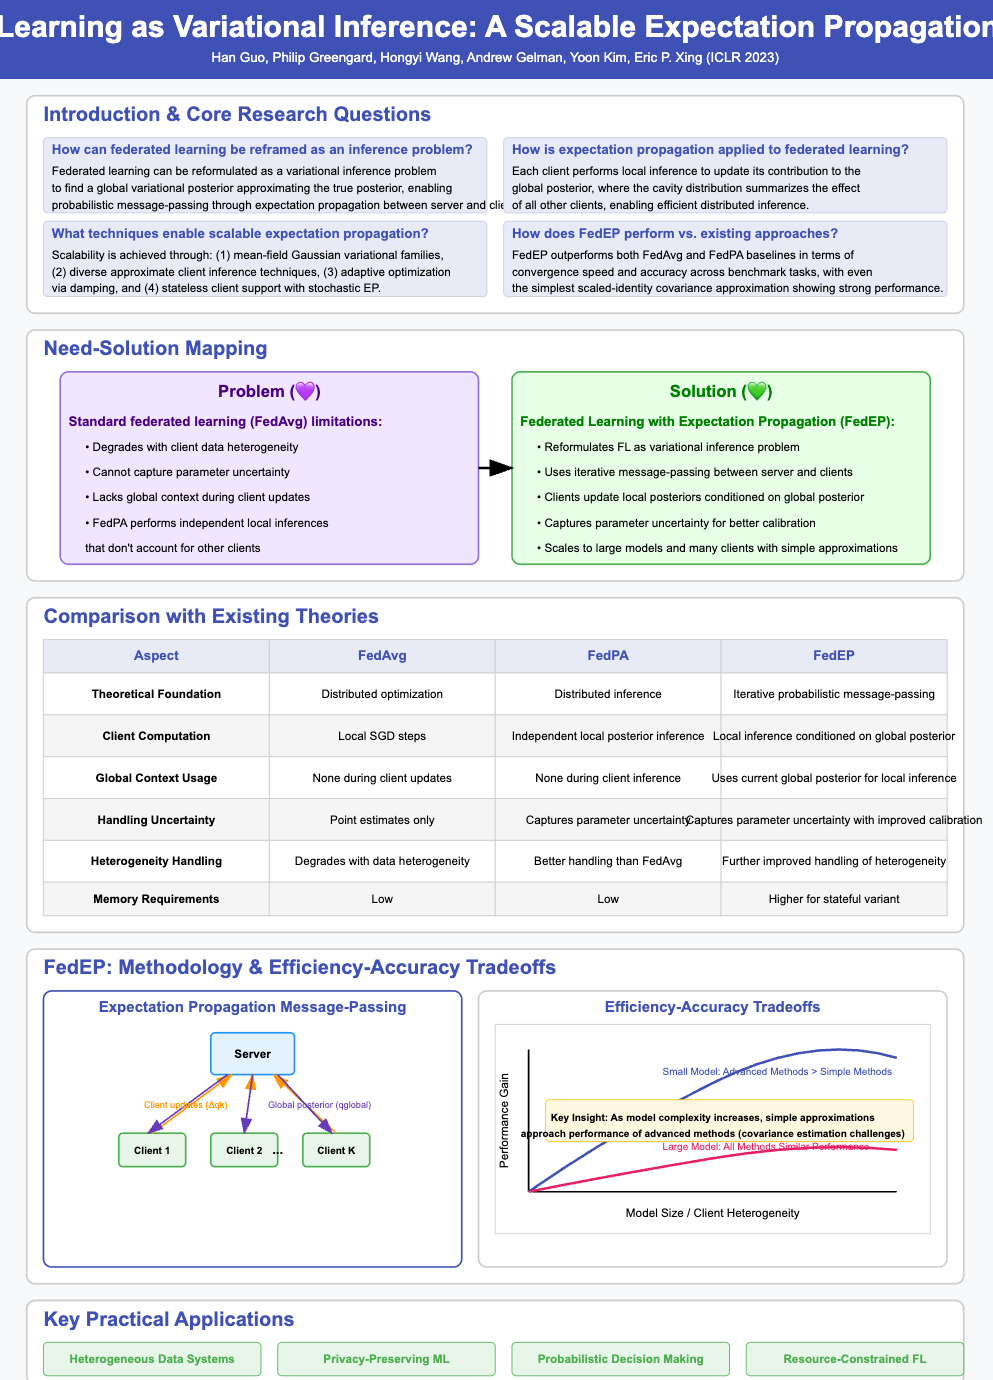 Learning as Variational Inference: A Scalable Expectation Propagation
Han Guo, Philip Greengard, Hongyi Wang, Andrew Gelman, Yoon Kim, Eric P. Xing (ICLR 2023)
Introduction & Core Research Questions
How can federated learning be reframed as an inference problem?
Federated learning can be reformulated as a variational inference problem
to find a global variational posterior approximating the true posterior, enabling
probabilistic message-passing through expectation propagation between server and clie
How is expectation propagation applied to federated learning?
Each client performs local inference to update its contribution to the
global posterior, where the cavity distribution summarizes the effect
of all other clients, enabling efficient distributed inference.
What techniques enable scalable expectation propagation?
Scalability is achieved through: (1) mean-field Gaussian variational families,
(2) diverse approximate client inference techniques, (3) adaptive optimization
via damping, and (4) stateless client support with stochastic EP.
How does FedEP perform vs. existing approaches?
FedEP outperforms both FedAvg and FedPA baselines in terms of
convergence speed and accuracy across benchmark tasks, with even
the simplest scaled-identity covariance approximation showing strong performance.
Need-Solution Mapping
Problem (💜)
Standard federated learning (FedAvg) limitations:
• Degrades with client data heterogeneity
• Cannot capture parameter uncertainty
• Lacks global context during client updates
• FedPA performs independent local inferences
that don't account for other clients
Solution (💚)
Federated Learning with Expectation Propagation (FedEP):
• Reformulates FL as variational inference problem
• Uses iterative message-passing between server and clients
• Clients update local posteriors conditioned on global posterior
• Captures parameter uncertainty for better calibration
• Scales to large models and many clients with simple approximations
Comparison with Existing Theories
Aspect FedAvg FedPA FedEP
Theoretical Foundation Distributed optimization Distributed inference Iterative probabilistic message-passing
Client Computation Local SGD steps Independent local posterior inference Local inference conditioned on global posterior
Global Context Usage None during client updates None during client inference Uses current global posterior for local inference
Handling Uncertainty Point estimates only Captures parameter uncertainty Captures parameter uncertainty with improved calibration
Heterogeneity Handling Degrades with data heterogeneity Better handling than FedAvg Further improved handling of heterogeneity
Memory Requirements Low Low Higher for stateful variant
FedEP: Methodology & Efficiency-Accuracy Tradeoffs
Expectation Propagation Message-Passing
Server
Client updates (Δqk)
Global posterior (qglobal)
Client 1
Client 2
...
Client K
Efficiency-Accuracy Tradeoffs
Performance Gain
Small Model: Advanced Methods > Simple Methods
Key Insight: As model complexity increases, simple approximations
approach performance of advanced methods (covariance estimation challenges)
Large Model: All Methods Similar Performance
Model Size / Client Heterogeneity
Key Practical Applications
Heterogeneous Data Systems
Privacy-Preserving ML
Probabilistic Decision Making
Resource-Constrained FL